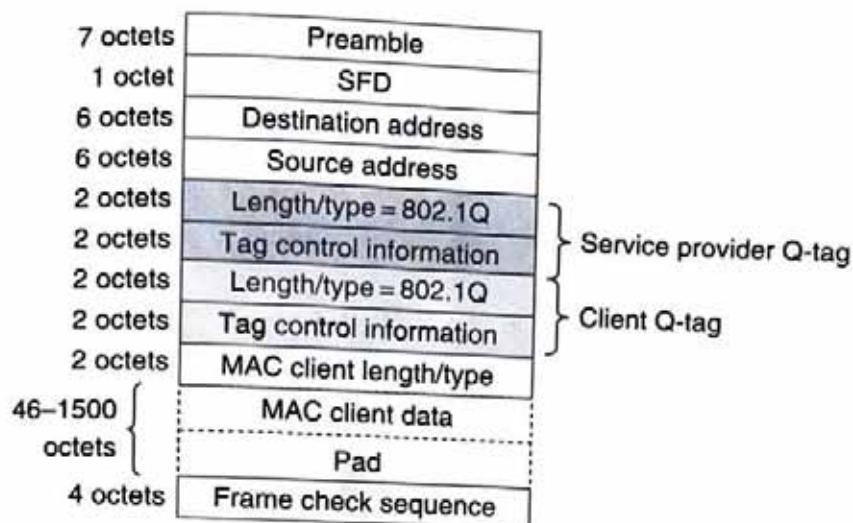 7 octets Preamble
1 octet SFD
6 octets Destination address
6 octets Source address
2 octets Length/type = 802.1Q
2 octets Tag control information
Service provider Q-tag
2 octets Length/type = 802.1Q
2 octets Tag control information
Client Q-tag
2 octets MAC client length/type
46–1500
octets
MAC client data
Pad
4 octets Frame check sequence